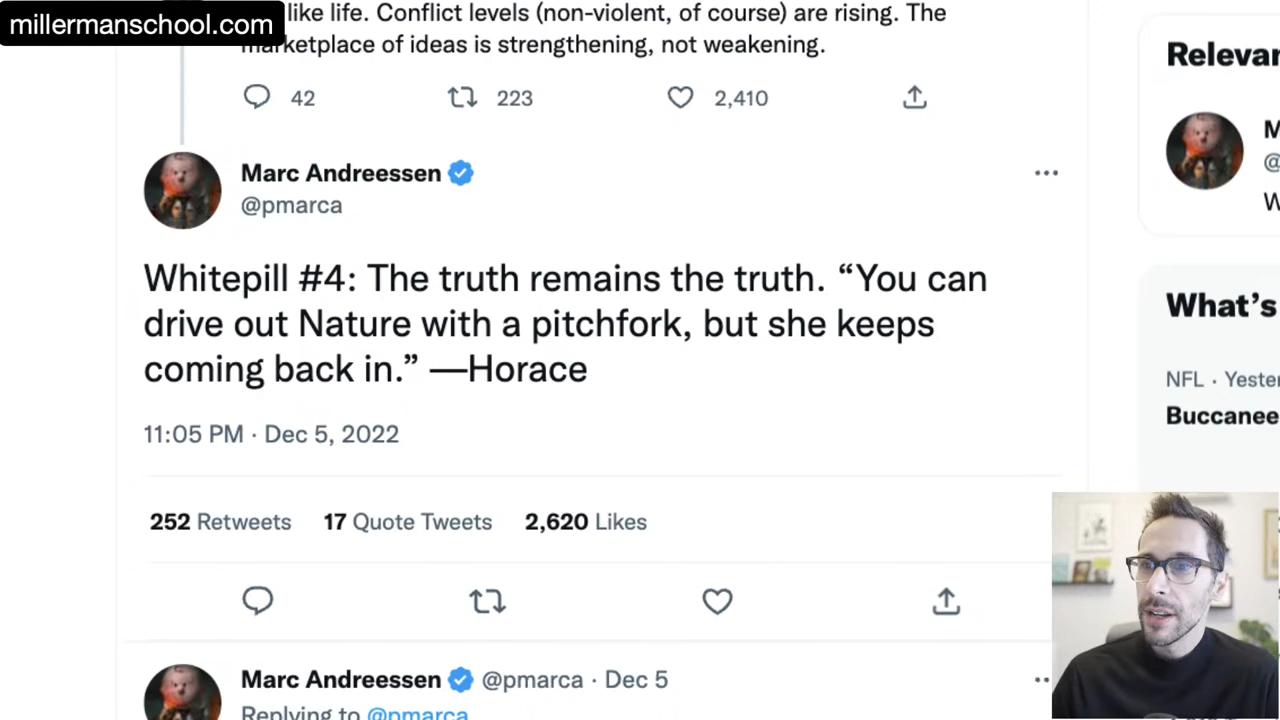 millermanschool.com
like life. Conflict levels (non-violent, of course) are rising. The
marketplace of ideas is strengthening, not weakening.
42 223 2,410
Marc Andreessen
@pmarca
Whitepill #4: The truth remains the truth. “You can
drive out Nature with a pitchfork, but she keeps
coming back in.” —Horace
11:05 PM · Dec 5, 2022
252 Retweets 17 Quote Tweets 2,620 Likes
Marc Andreessen @pmarca · Dec 5
Replying to @pmarca
Relevan
M
@
W
What’s
NFL · Yester
Buccanee